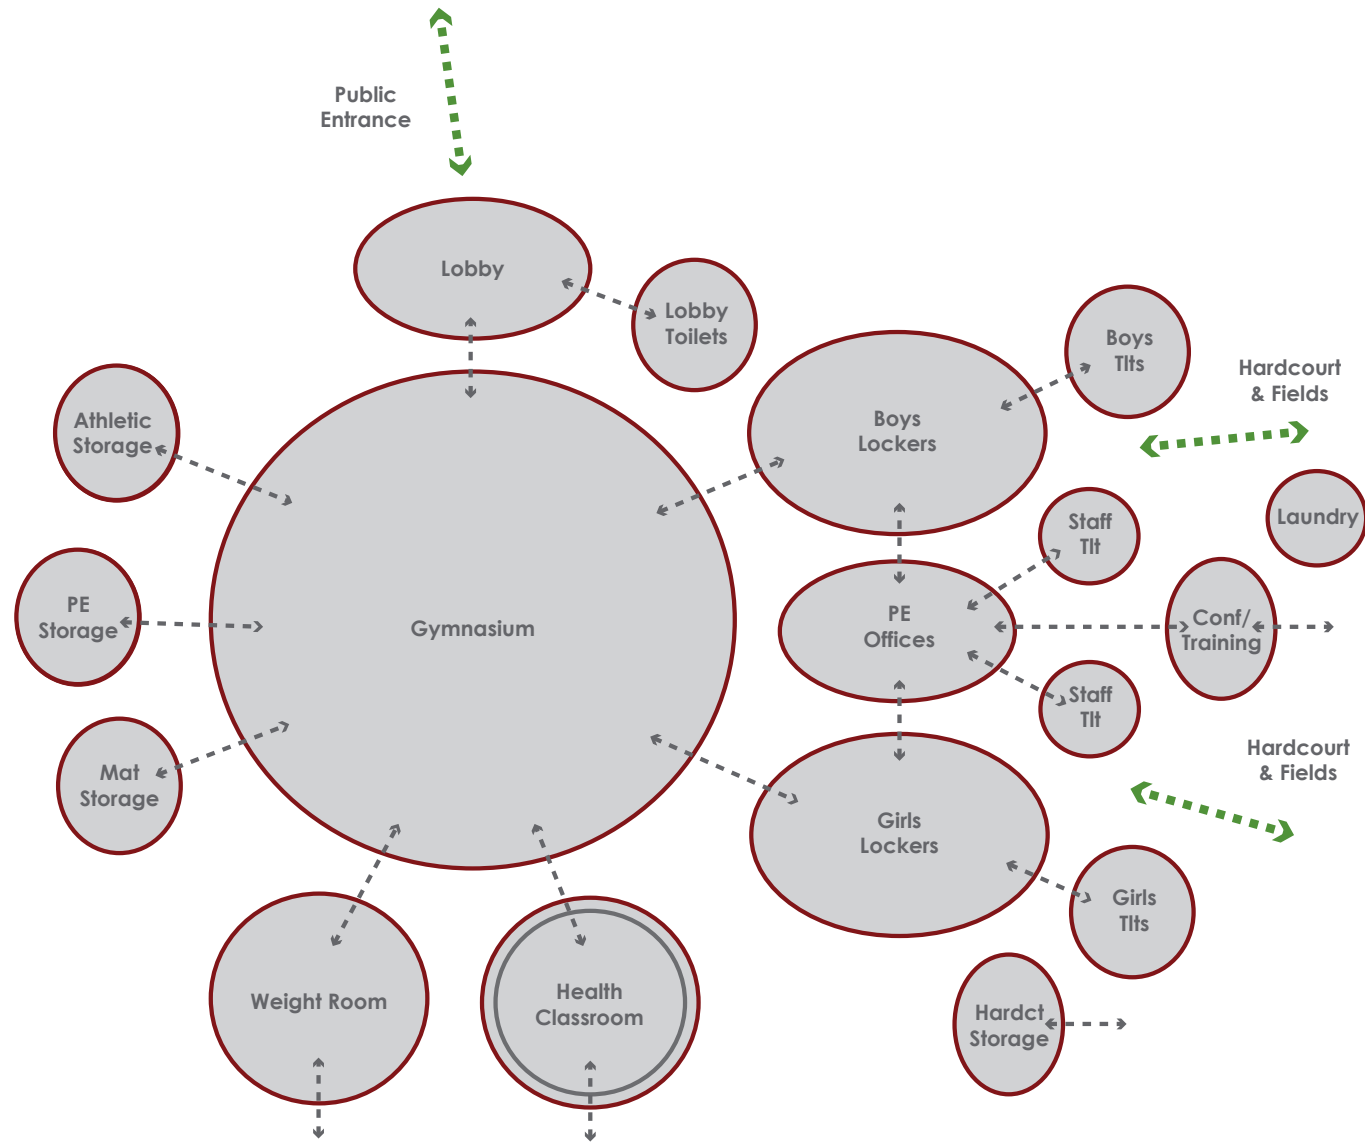 Public
Entrance
Lobby
Lobby
Toilets
Boys
Tlts
Hardcourt
& Fields
Athletic
Storage
Boys
Lockers
Laundry
Staff
Tlt
PE
Storage
Gymnasium
PE
Offices
Conf/
Training
Staff
Tlt
Hardcourt
& Fields
Mat
Storage
Girls
Lockers
Girls
Tlts
Weight Room
Health
Classroom
Hardct
Storage